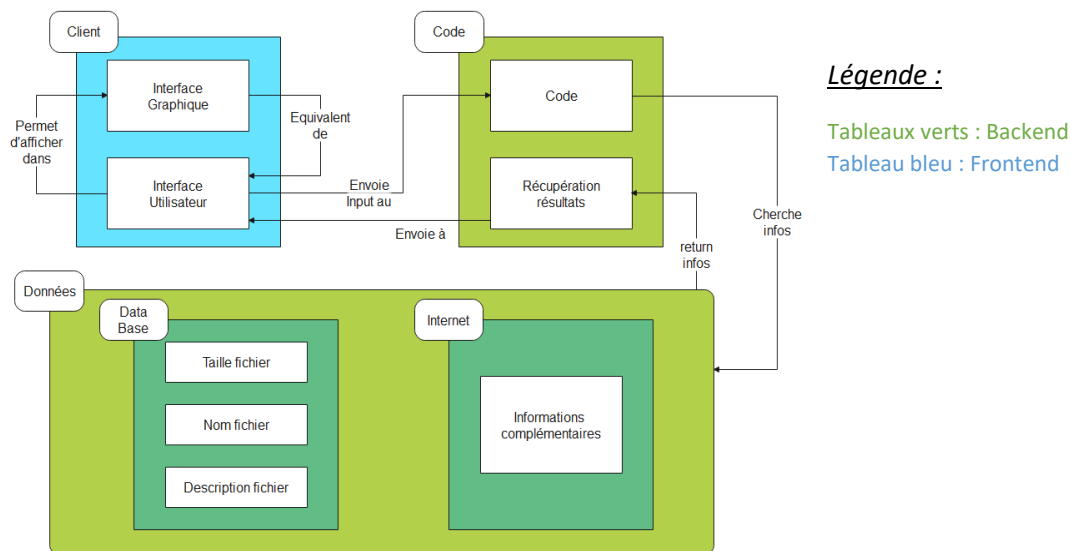 Client
Code
Interface
Graphique
Code
Légende :
Permet
d'afficher
dans
Equivalent
de
Tableaux verts : Backend
Tableau bleu : Frontend
Interface
Utilisateur
Envoie
Input au
Récupération
résultats
Envoie à
Cherche
infos
return
infos
Données
Data
Base
Internet
Taille fichier
Nom fichier
Informations
complémentaires
Description fichier